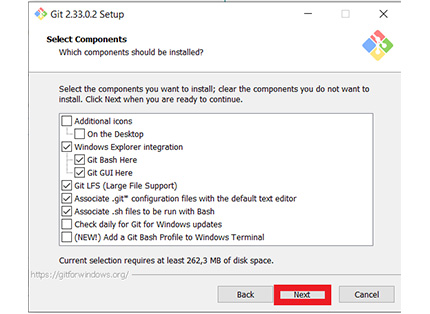 Git 2.33.0.2 Setup
Select Components
Which components should be installed?
Select the components you want to install; clear the components you do not want to
install. Click Next when you are ready to continue.
Additional icons
On the Desktop
Windows Explorer integration
Git Bash Here
Git GUI Here
Git LFS (Large File Support)
Associate .git* configuration files with the default text editor
Associate .sh files to be run with Bash
Check daily for Git for Windows updates
(NEW!) Add a Git Bash Profile to Windows Terminal
Current selection requires at least 262,3 MB of disk space.
https://gitforwindows.org/
Back
Next
Cancel